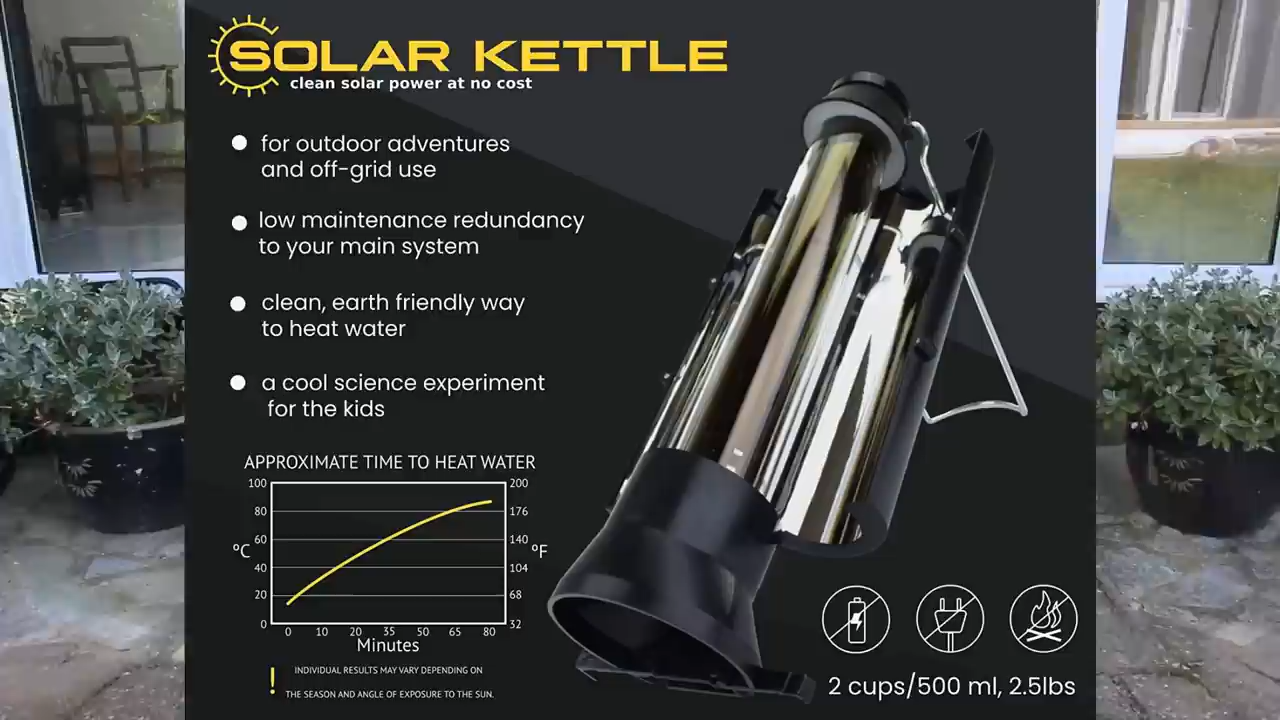 SOLAR KETTLE
clean solar power at no cost
for outdoor adventures
and off-grid use
low maintenance redundancy
to your main system
clean, earth friendly way
to heat water
a cool science experiment
for the kids
APPROXIMATE TIME TO HEAT WATER
100 200
80 176
60 140
ºC ºF
40 104
20 68
0 32
0 10 20 35 50 65 80
Minutes
! INDIVIDUAL RESULTS MAY VARY DEPENDING ON
THE SEASON AND ANGLE OF EXPOSURE TO THE SUN.
2 cups/500 ml, 2.5lbs